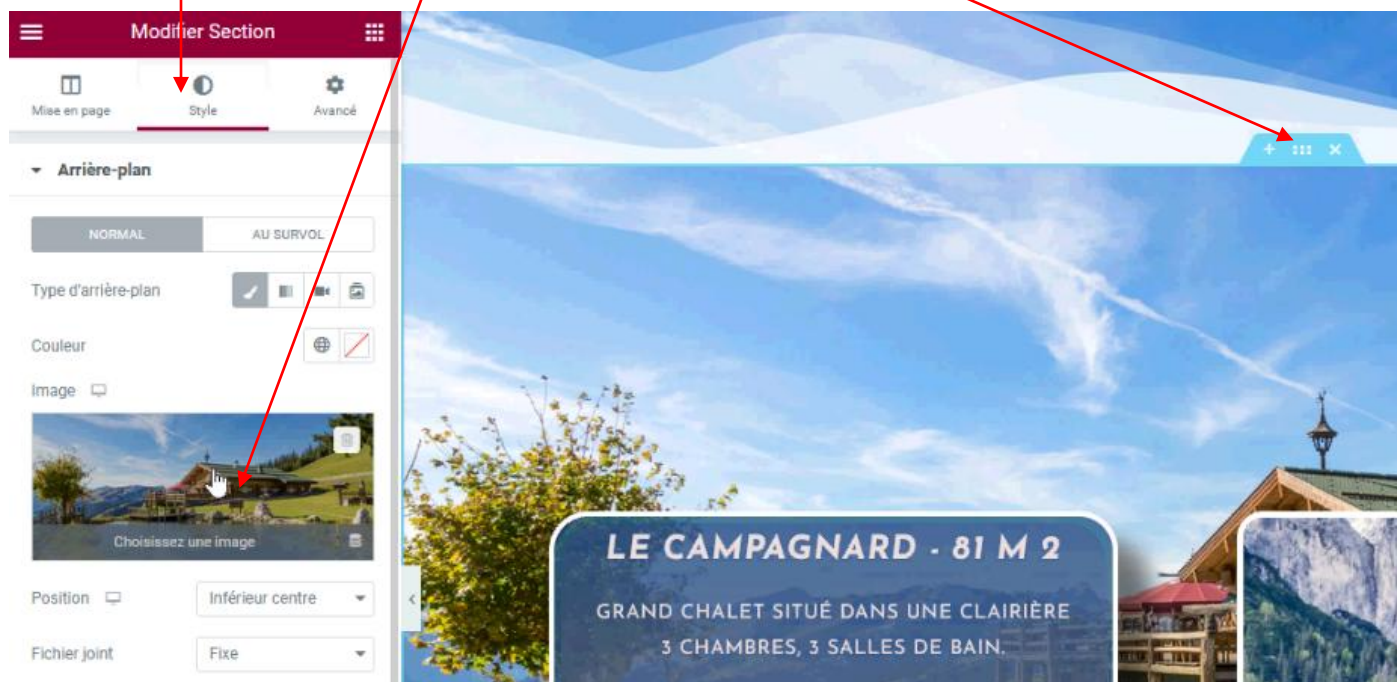 Modifier Section
Mise en page
Style
Avancé
Arrière-plan
NORMAL
AU SURVOL
Type d'arrière-plan
Couleur
Image
Choisissez une image
Position
Inférieur centre
Fichier joint
Fixe
LE CAMPAGNARD - 81 M 2
GRAND CHALET SITUÉ DANS UNE CLAIRIÈRE
3 CHAMBRES, 3 SALLES DE BAIN.